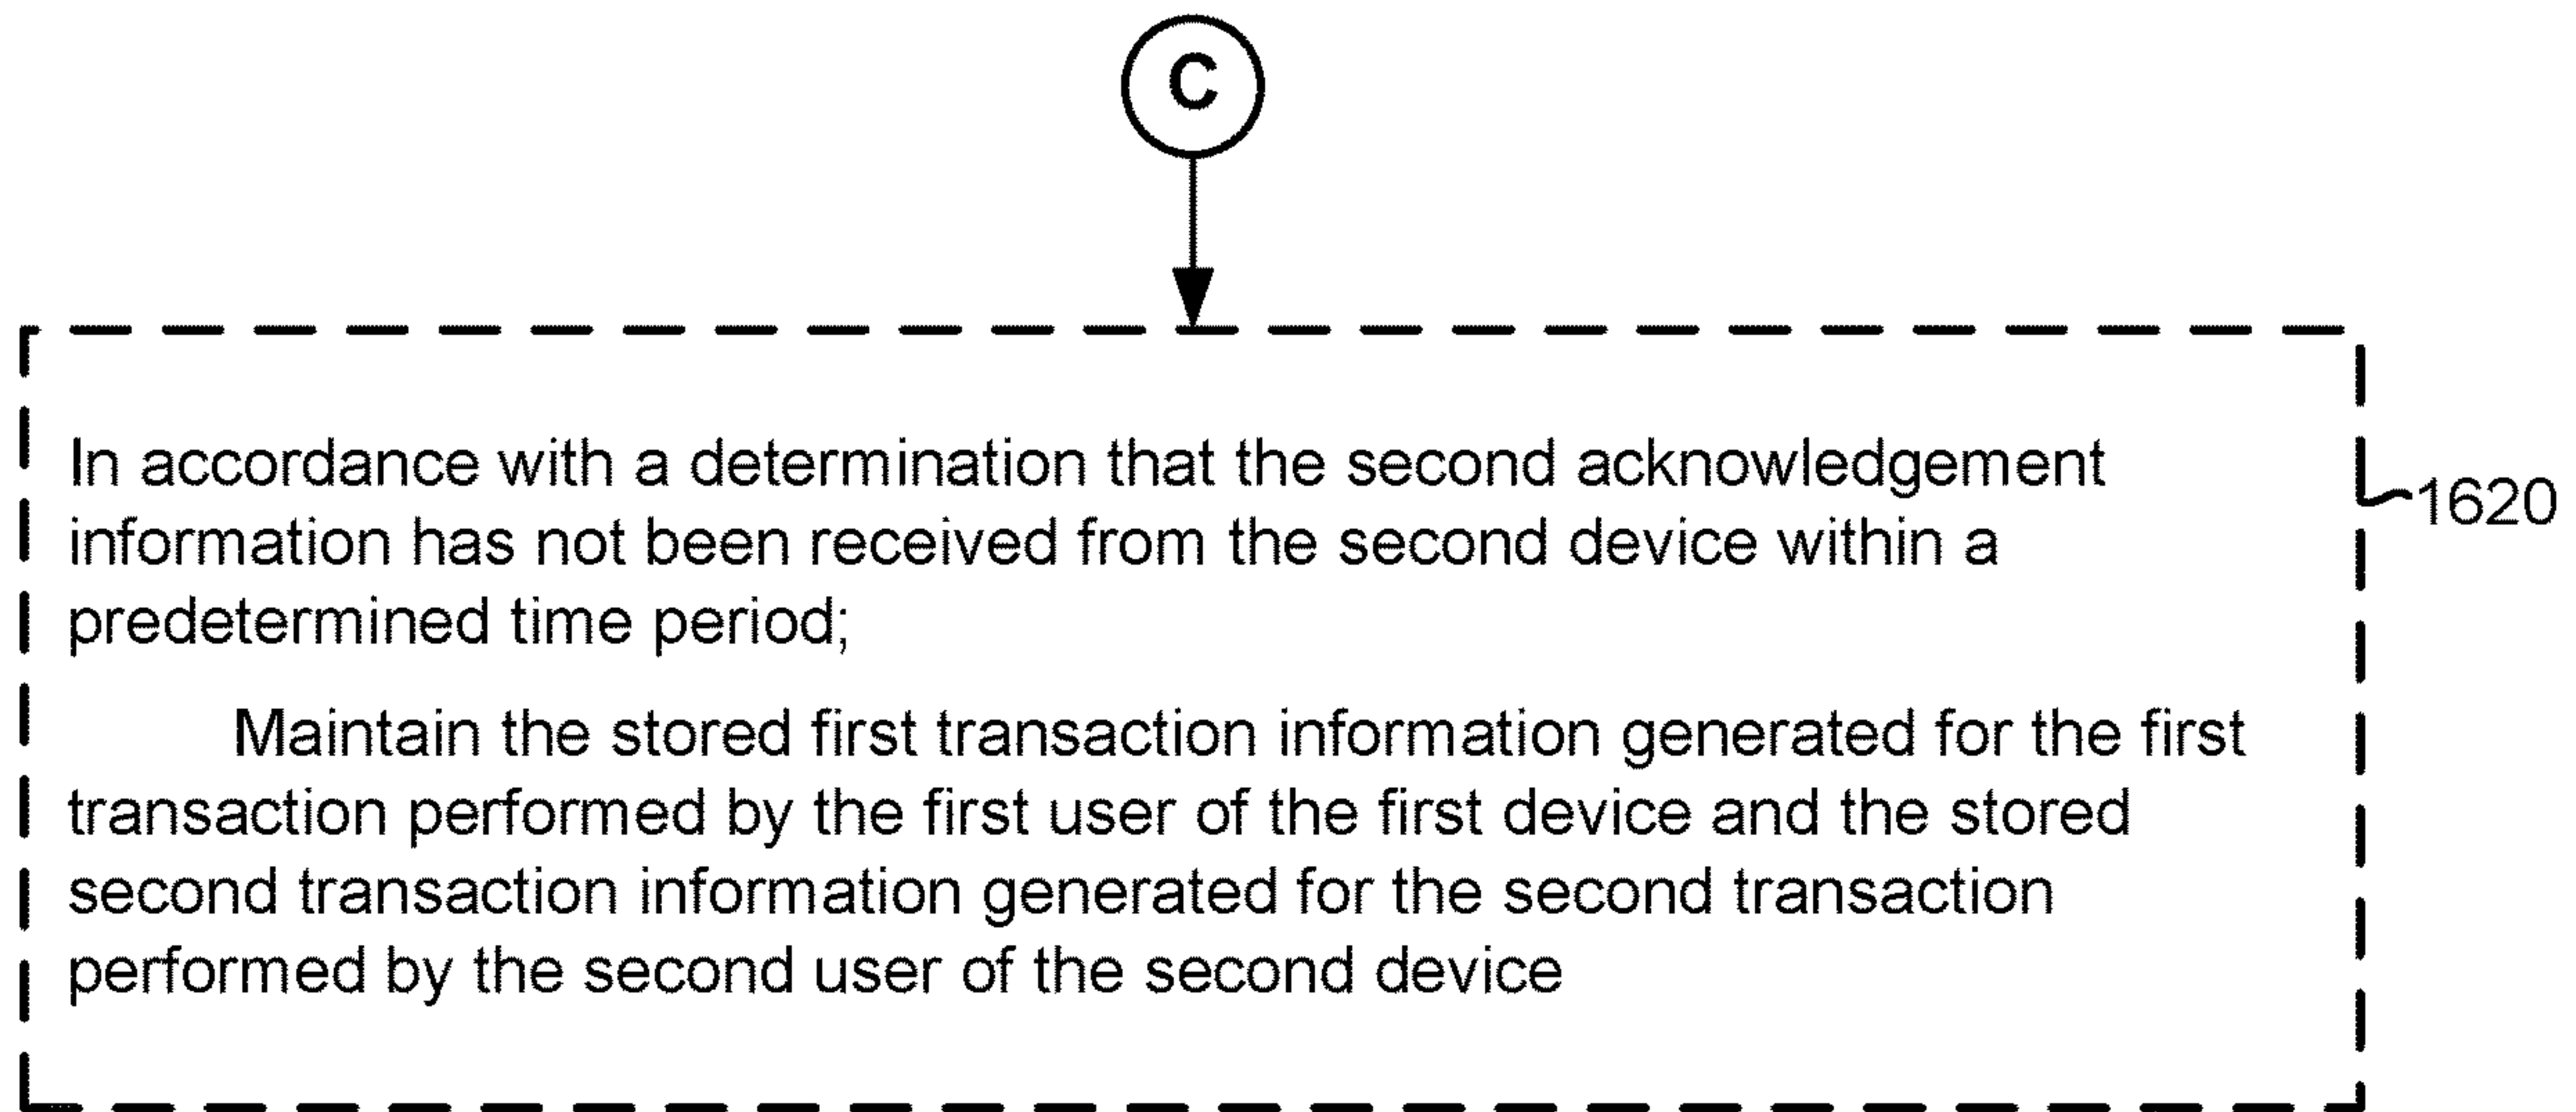 C
In accordance with a determination that the second acknowledgement
information has not been received from the second device within a
predetermined time period;
Maintain the stored first transaction information generated for the first
transaction performed by the first user of the first device and the stored
second transaction information generated for the second transaction
performed by the second user of the second device
1620